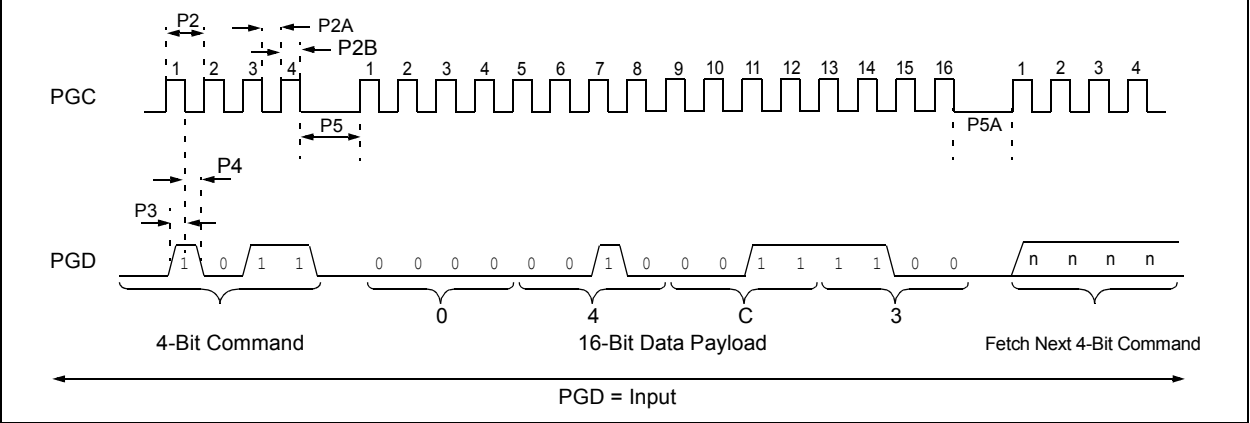 P2
P2A
P2B
1 2 3 4 1 2 3 4 5 6 7 8 9 10 11 12 13 14 15 16 1 2 3 4
PGC
P5
P5A
P4
P3
PGD
1 0 1 1 0 0 0 0 0 0 1 0 0 0 1 1 1 1 0 0 n n n n
0 4 C 3
4-Bit Command
16-Bit Data Payload
Fetch Next 4-Bit Command
PGD = Input